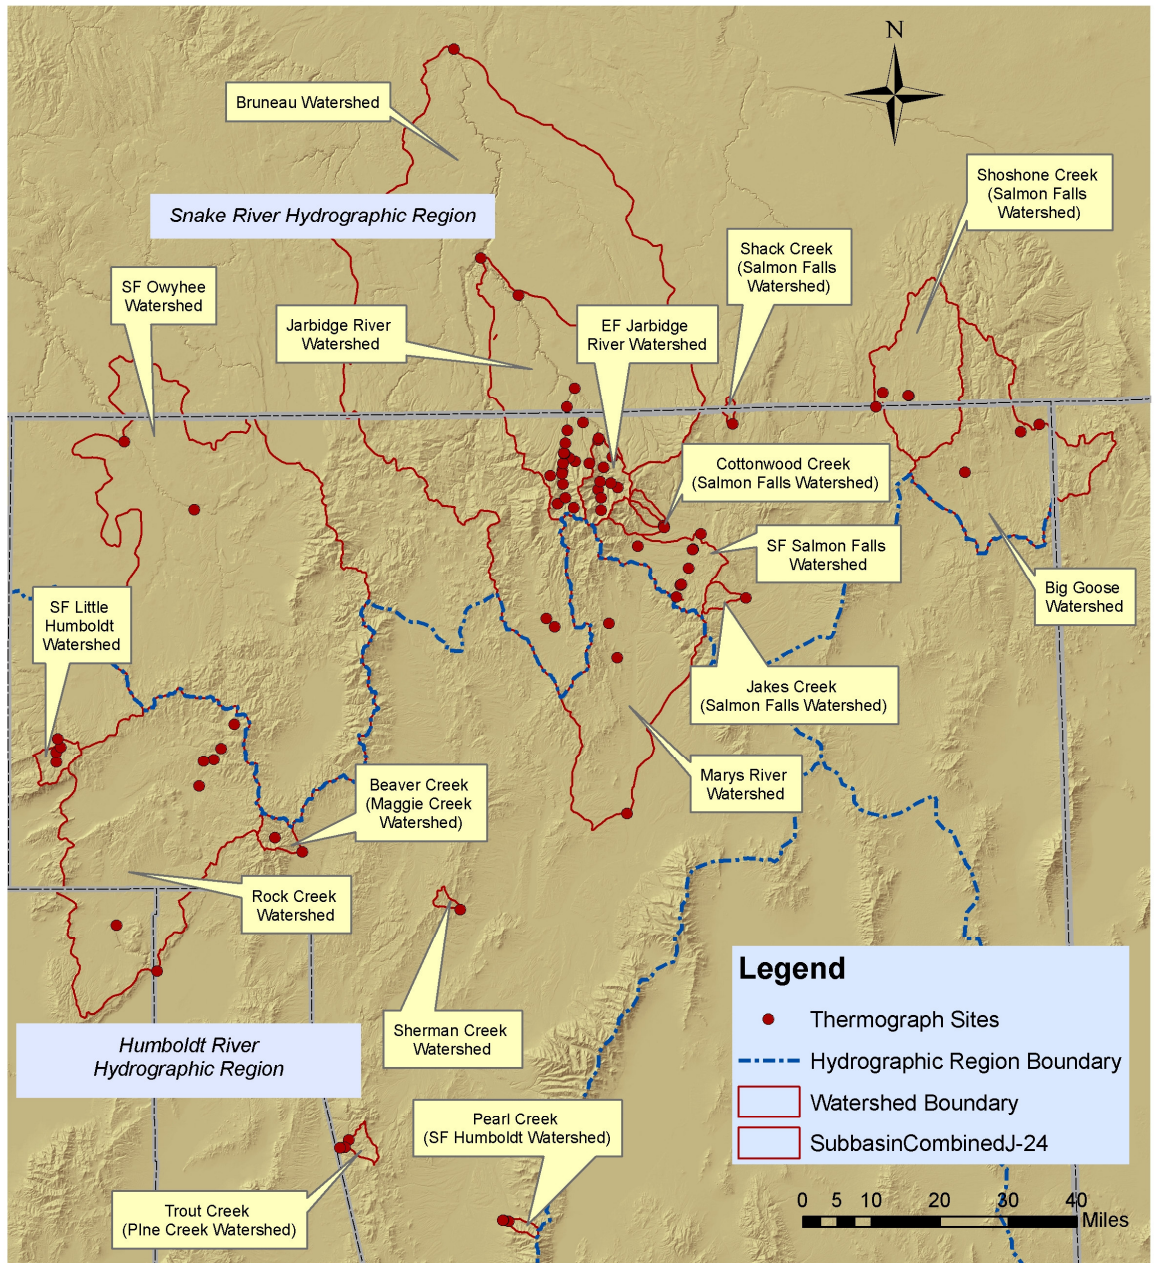 N
Bruneau Watershed
Snake River Hydrographic Region
Shoshone Creek
(Salmon Falls
Watershed)
Shack Creek
(Salmon Falls
Watershed)
SF Owyhee
Watershed
Jarbidge River
Watershed
EF Jarbidge
River Watershed
Cottonwood Creek
(Salmon Falls Watershed)
SF Salmon Falls
Watershed
Big Goose
Watershed
SF Little
Humboldt
Watershed
Jakes Creek
(Salmon Falls Watershed)
Marys River
Watershed
Beaver Creek
(Maggie Creek
Watershed)
Rock Creek
Watershed
Sherman Creek
Watershed
Humboldt River
Hydrographic Region
Pearl Creek
(SF Humboldt Watershed)
Trout Creek
(PIne Creek Watershed)
Legend
Thermograph Sites
Hydrographic Region Boundary
Watershed Boundary
SubbasinCombinedJ-24
0 5 10 20 30 40
Miles